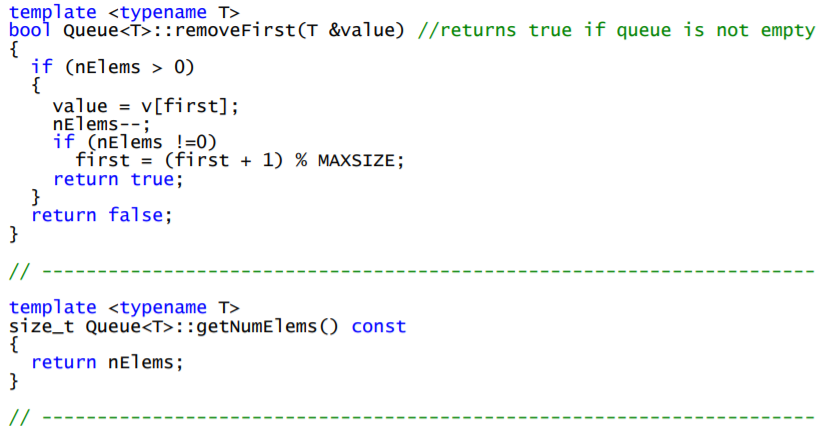 template <typename T>
bool Queue<T>::removeFirst(T &value) //returns true if queue is not empty
{
  if (nElems > 0)
  {
    value = v[first];
    nElems--;
    if (nElems !=0)
      first = (first + 1) % MAXSIZE;
    return true;
  }
  return false;
}
// ----------------------------------------------------------------------
template <typename T>
size_t Queue<T>::getNumElems() const
{
  return nElems;
}
// ----------------------------------------------------------------------